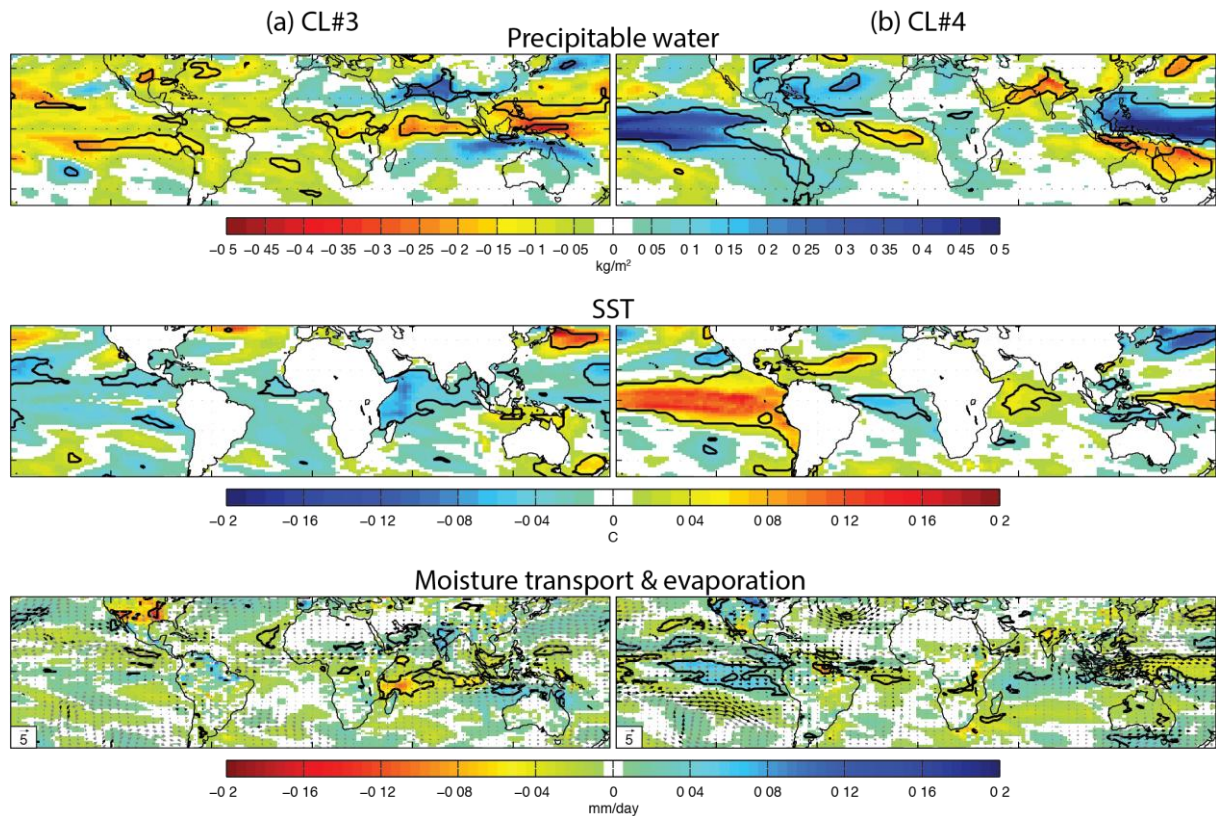 (a) CL#3
(b) CL#4
Precipitable water
−0 5 −0 45 −0 4 −0 35 −0 3 −0 25 −0 2 −0 15 −0 1 −0 05 0 0 05 0 1 0 15 0 2 0 25 0 3 0 35 0 4 0 45 0 5
kg/m²
SST
−0 2 −0 16 −0 12 −0 08 −0 04 0 0 04 0 08 0 12 0 16 0 2
C
Moisture transport & evaporation
5
5
−0 2 −0 16 −0 12 −0 08 −0 04 0 0 04 0 08 0 12 0 16 0 2
mm/day